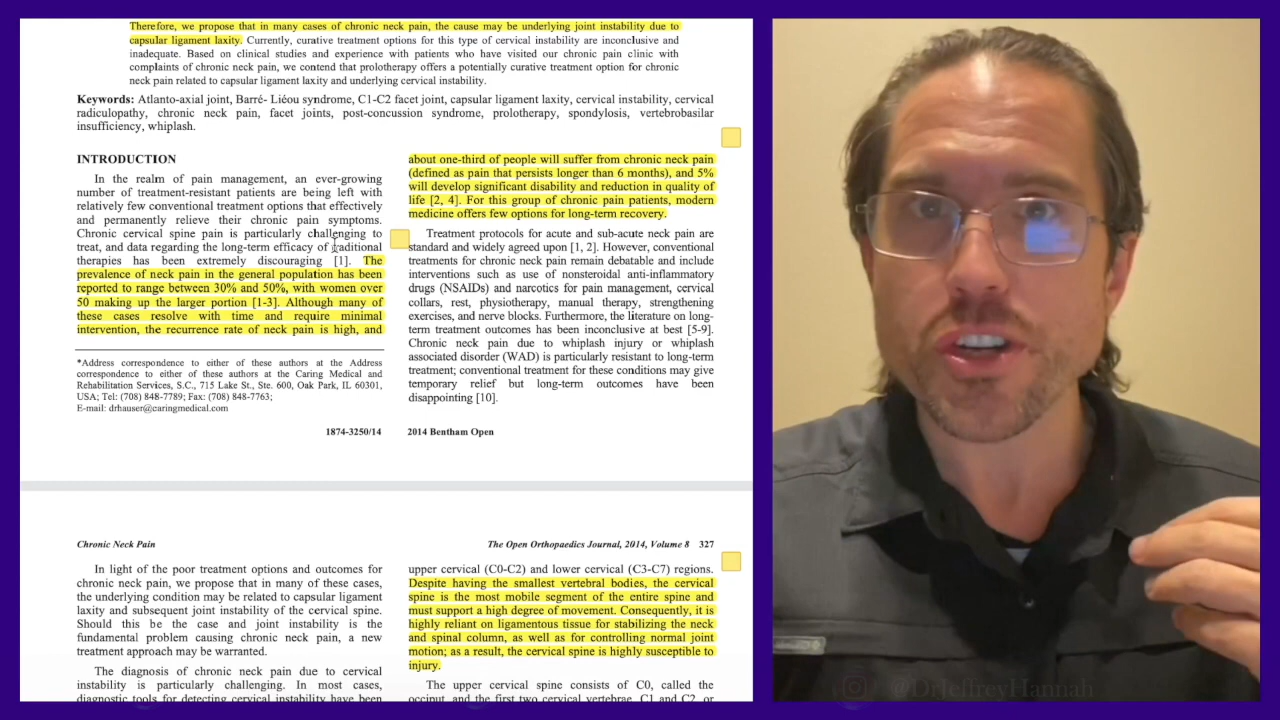 Therefore, we propose that in many cases of chronic neck pain, the cause may be underlying joint instability due to
capsular ligament laxity. Currently, curative treatment options for this type of cervical instability are inconclusive and
inadequate. Based on clinical studies and experience with patients who have visited our chronic pain clinic with
complaints of chronic neck pain, we contend that prolotherapy offers a potentially curative treatment option for chronic
neck pain related to capsular ligament laxity and underlying cervical instability.
Keywords: Atlanto-axial joint, Barré- Liéou syndrome, C1-C2 facet joint, capsular ligament laxity, cervical instability, cervical
radiculopathy, chronic neck pain, facet joints, post-concussion syndrome, prolotherapy, spondylosis, vertebrobasilar
insufficiency, whiplash.
INTRODUCTION
In the realm of pain management, an ever-growing
number of treatment-resistant patients are being left with
relatively few conventional treatment options that effectively
and permanently relieve their chronic pain symptoms.
Chronic cervical spine pain is particularly challenging to
treat, and data regarding the long-term efficacy of traditional
therapies has been extremely discouraging [1]. The
prevalence of neck pain in the general population has been
reported to range between 30% and 50%, with women over
50 making up the larger portion [1-3]. Although many of
these cases resolve with time and require minimal
intervention, the recurrence rate of neck pain is high, and
*Address correspondence to either of these authors at the Address
correspondence to either of these authors at the Caring Medical and
Rehabilitation Services, S.C., 715 Lake St., Ste. 600, Oak Park, IL 60301,
USA; Tel: (708) 848-7789; Fax: (708) 848-7763;
E-mail: drhauser@caringmedical.com
about one-third of people will suffer from chronic neck pain
(defined as pain that persists longer than 6 months), and 5%
will develop significant disability and reduction in quality of
life [2, 4]. For this group of chronic pain patients, modern
medicine offers few options for long-term recovery.
Treatment protocols for acute and sub-acute neck pain are
standard and widely agreed upon [1, 2]. However, conventional
treatments for chronic neck pain remain debatable and include
interventions such as use of nonsteroidal anti-inflammatory
drugs (NSAIDs) and narcotics for pain management, cervical
collars, rest, physiotherapy, manual therapy, strengthening
exercises, and nerve blocks. Furthermore, the literature on long-
term treatment outcomes has been inconclusive at best [5-9].
Chronic neck pain due to whiplash injury or whiplash
associated disorder (WAD) is particularly resistant to long-term
treatment; conventional treatment for these conditions may give
temporary relief but long-term outcomes have been
disappointing [10].
1874-3250/14 2014 Bentham Open
Chronic Neck Pain
The Open Orthopaedics Journal, 2014, Volume 8 327
In light of the poor treatment options and outcomes for
chronic neck pain, we propose that in many of these cases,
the underlying condition may be related to capsular ligament
laxity and subsequent joint instability of the cervical spine.
Should this be the case and joint instability is the
fundamental problem causing chronic neck pain, a new
treatment approach may be warranted.
The diagnosis of chronic neck pain due to cervical
instability is particularly challenging. In most cases,
diagnostic tools for detecting cervical instability have been
upper cervical (C0-C2) and lower cervical (C3-C7) regions.
Despite having the smallest vertebral bodies, the cervical
spine is the most mobile segment of the entire spine and
must support a high degree of movement. Consequently, it is
highly reliant on ligamentous tissue for stabilizing the neck
and spinal column, as well as for controlling normal joint
motion; as a result, the cervical spine is highly susceptible to
injury.
The upper cervical spine consists of C0, called the
occiput, and the first two cervical vertebrae, C1 and C2, or
@DrJeffreyHannah